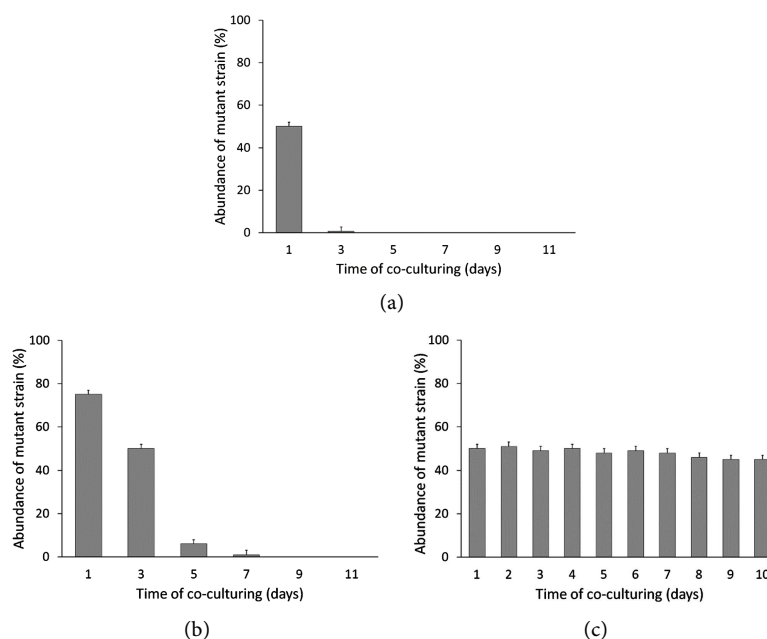 Abundance of mutant strain (%)
100
80
60
40
20
0
1 3 5 7 9 11
Time of co-culturing (days)
(a)
Abundance of mutant strain (%)
100
80
60
40
20
0
1 3 5 7 9 11
Time of co-culturing (days)
(b)
Abundance of mutant strain (%)
100
80
60
40
20
0
1 2 3 4 5 6 7 8 9 10
Time of co-culturing (days)
(c)